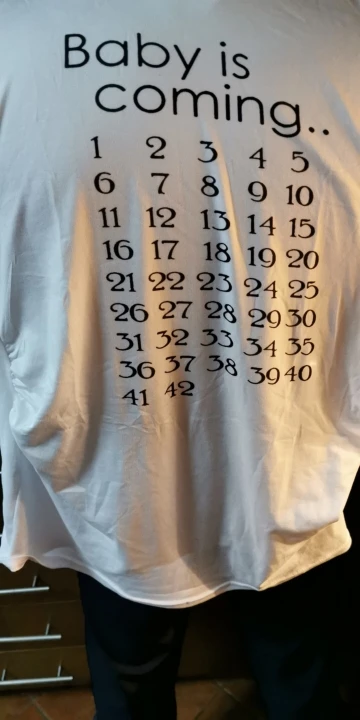 Baby is
coming..
1 2 3 4 5
6 7 8 9 10
11 12 13 14 15
16 17 18 19 20
21 22 23 24 25
26 27 28 29 30
31 32 33 34 35
36 37 38 39 40
41 42